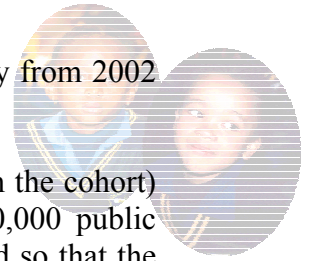 y from 2002
the cohort)
0,000 public
d so that the